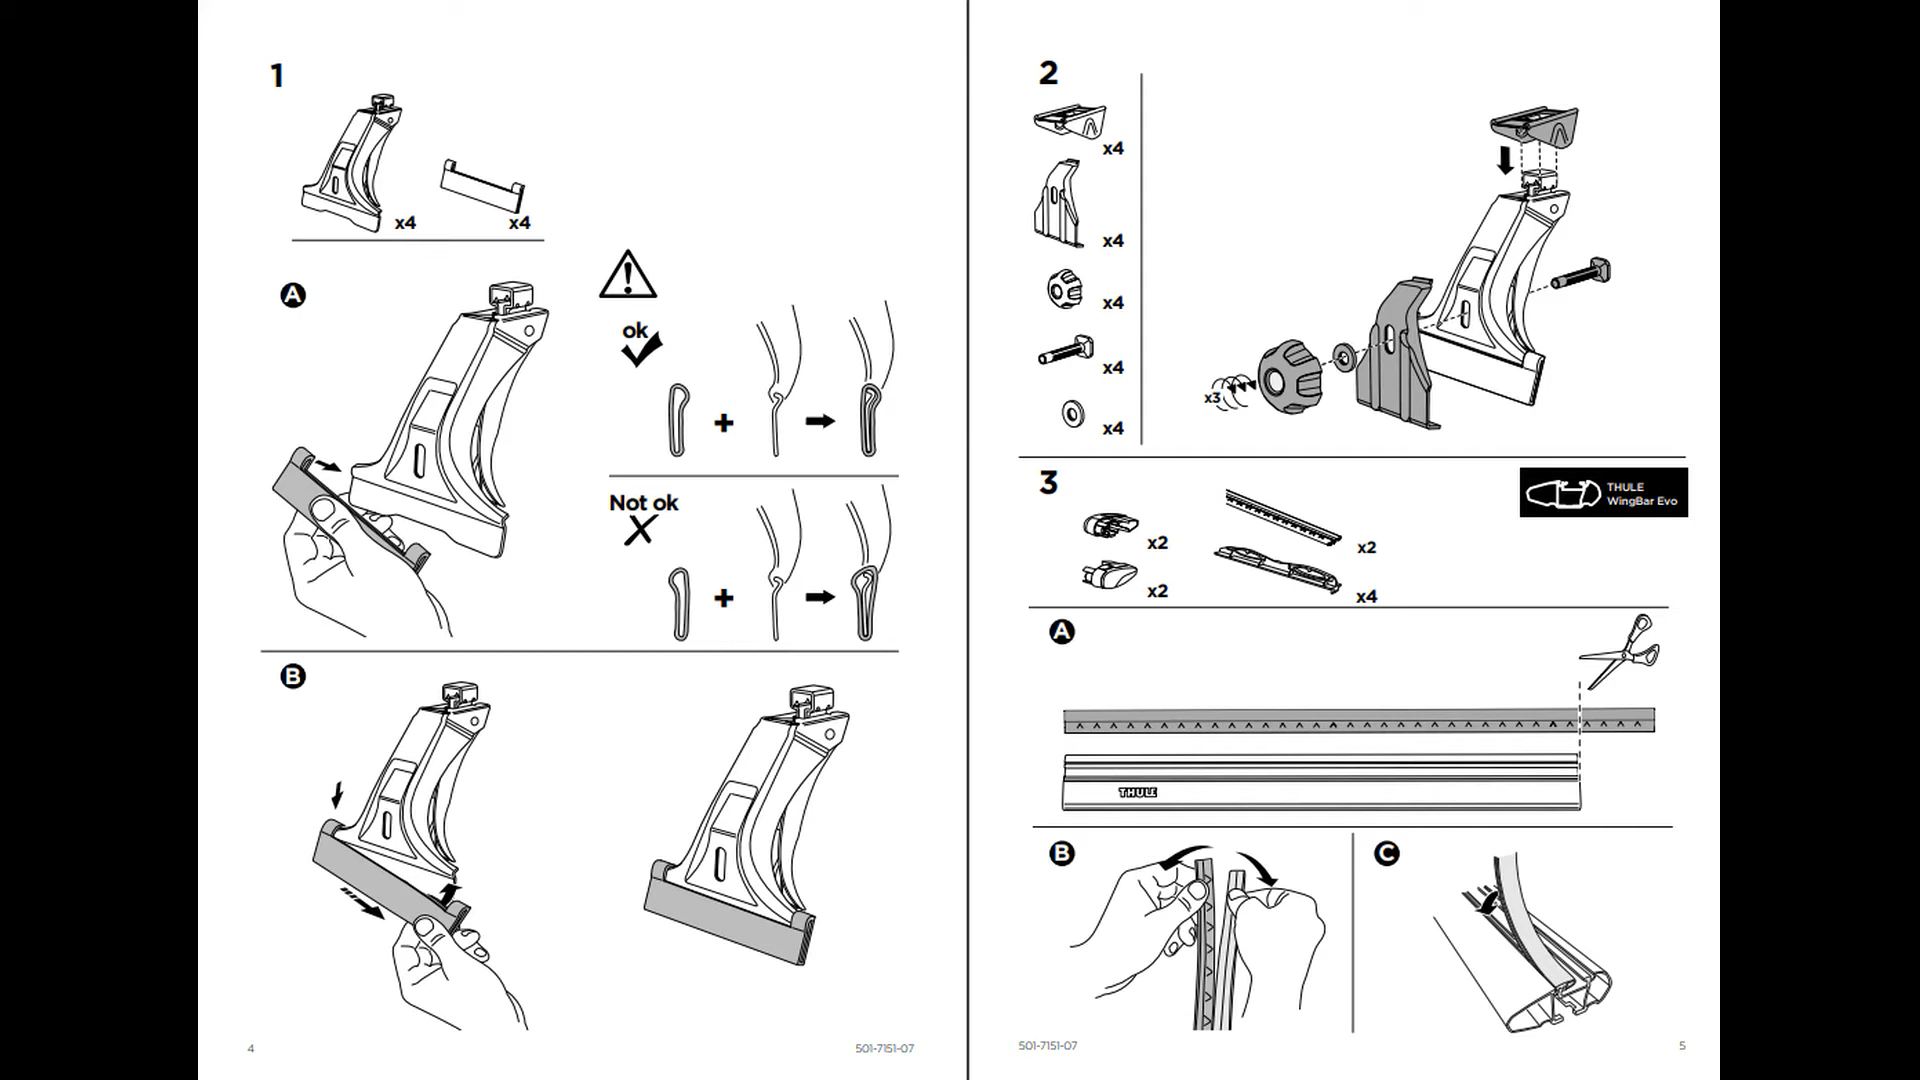 1
x4
x4
A
ok
Not ok
B
4
501-7151-07
2
x4
x4
x4
x4
x4
x3
3
THULE
WingBar Evo
x2
x2
x2
x4
A
THULE
B
C
501-7151-07
5